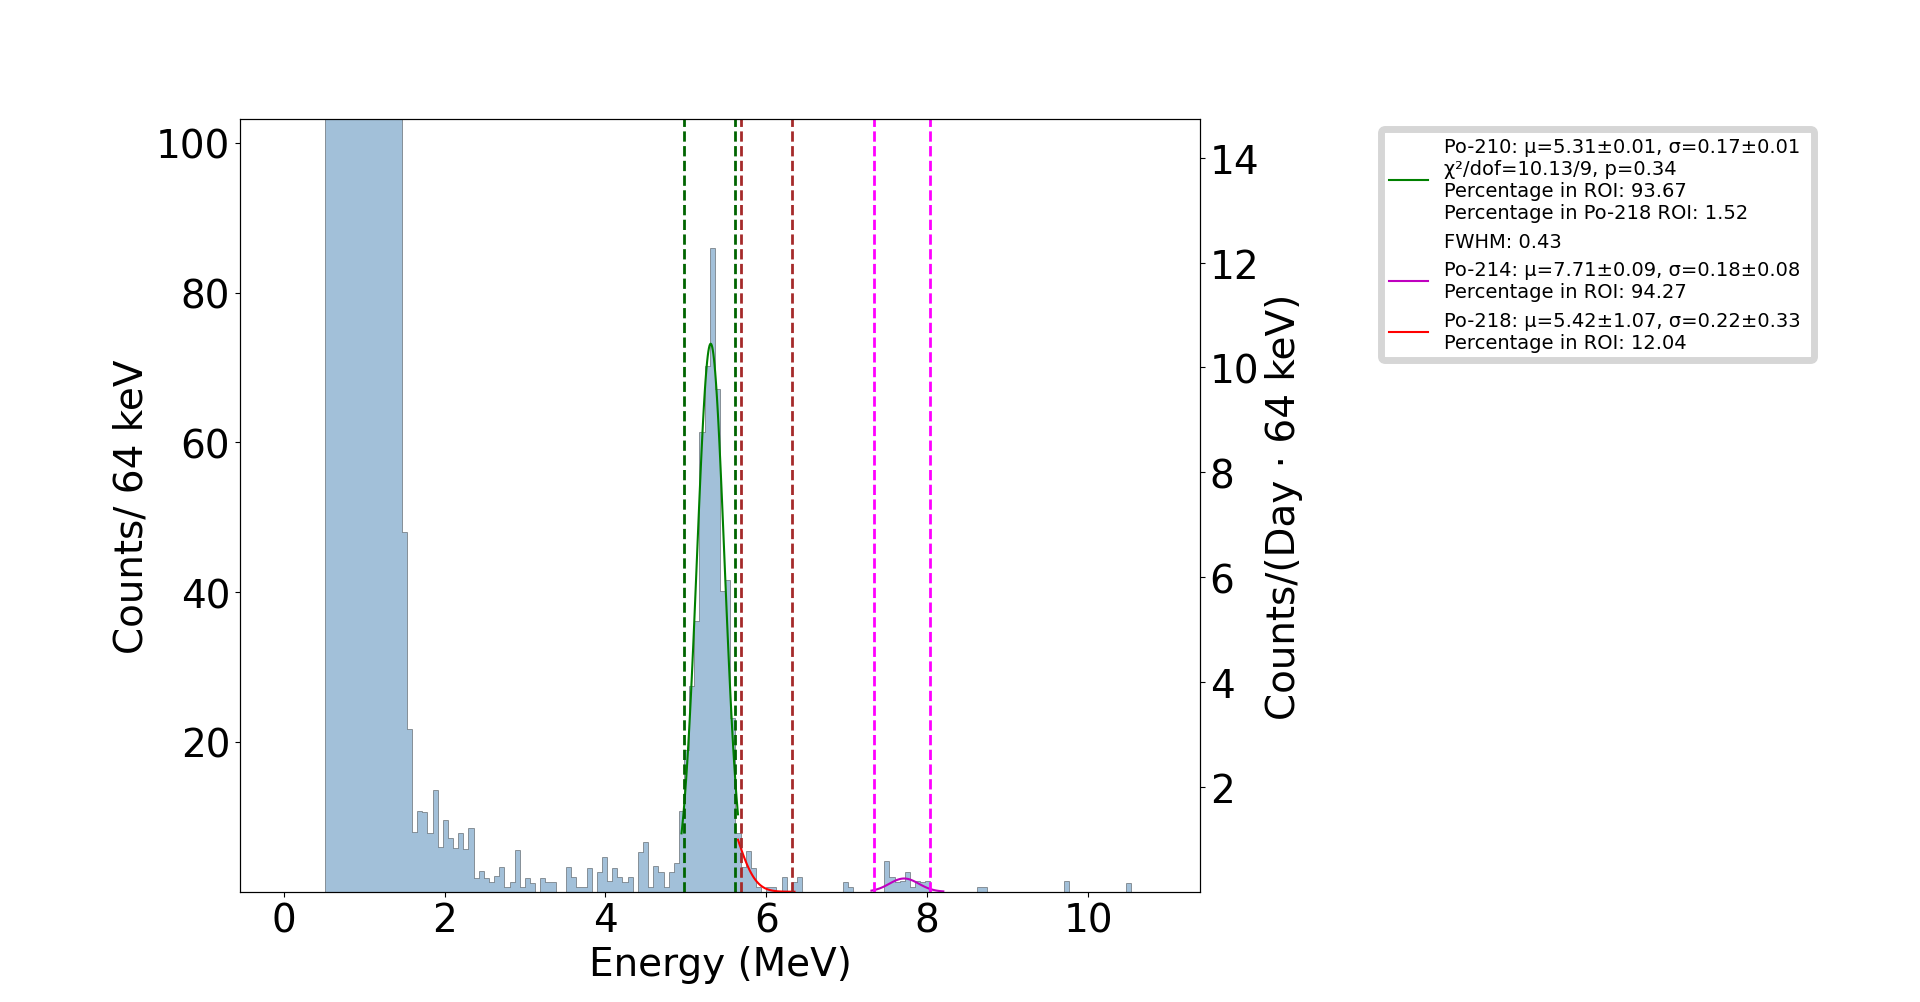 100
80
60
40
20
Counts/ 64 keV
0
2
4
6
8
10
Energy (MeV)
14
12
10
8
6
4
2
Counts/(Day · 64 keV)
Po-210: μ=5.31±0.01, σ=0.17±0.01
χ²/dof=10.13/9, p=0.34
Percentage in ROI: 93.67
Percentage in Po-218 ROI: 1.52
FWHM: 0.43
Po-214: μ=7.71±0.09, σ=0.18±0.08
Percentage in ROI: 94.27
Po-218: μ=5.42±1.07, σ=0.22±0.33
Percentage in ROI: 12.04